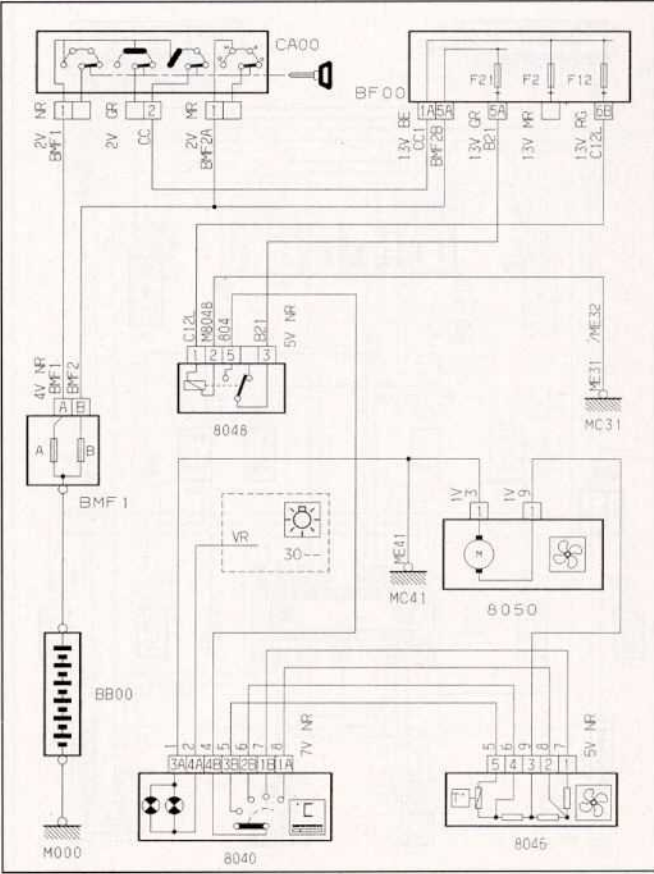 CA00
BF00
F21 F2 F12
1 2 1
1A 5A 5A 6B
2V NR
BMF1
2V GR
CC
2V MR
BMF2A
13V BE
CC1
BMF2B
13V GR
B21
13V MR
13V RG
C12L
C12L
M8048
804
B21
5V NR
1 2 5 3
8048
ME31 /ME32
MC31
4V NR
BMF1
BMF2
A B
A B
BMF1
VR
30--
ME41
MC41
1V 3
1V 9
1 1
M
8050
BB00
M000
1 2 4 5 6 7 8
7V NR
3A 4A 4B 3B 2B 1B 1A
C
8040
5 6 9 8 7
5V NR
5 4 3 2 1
8046